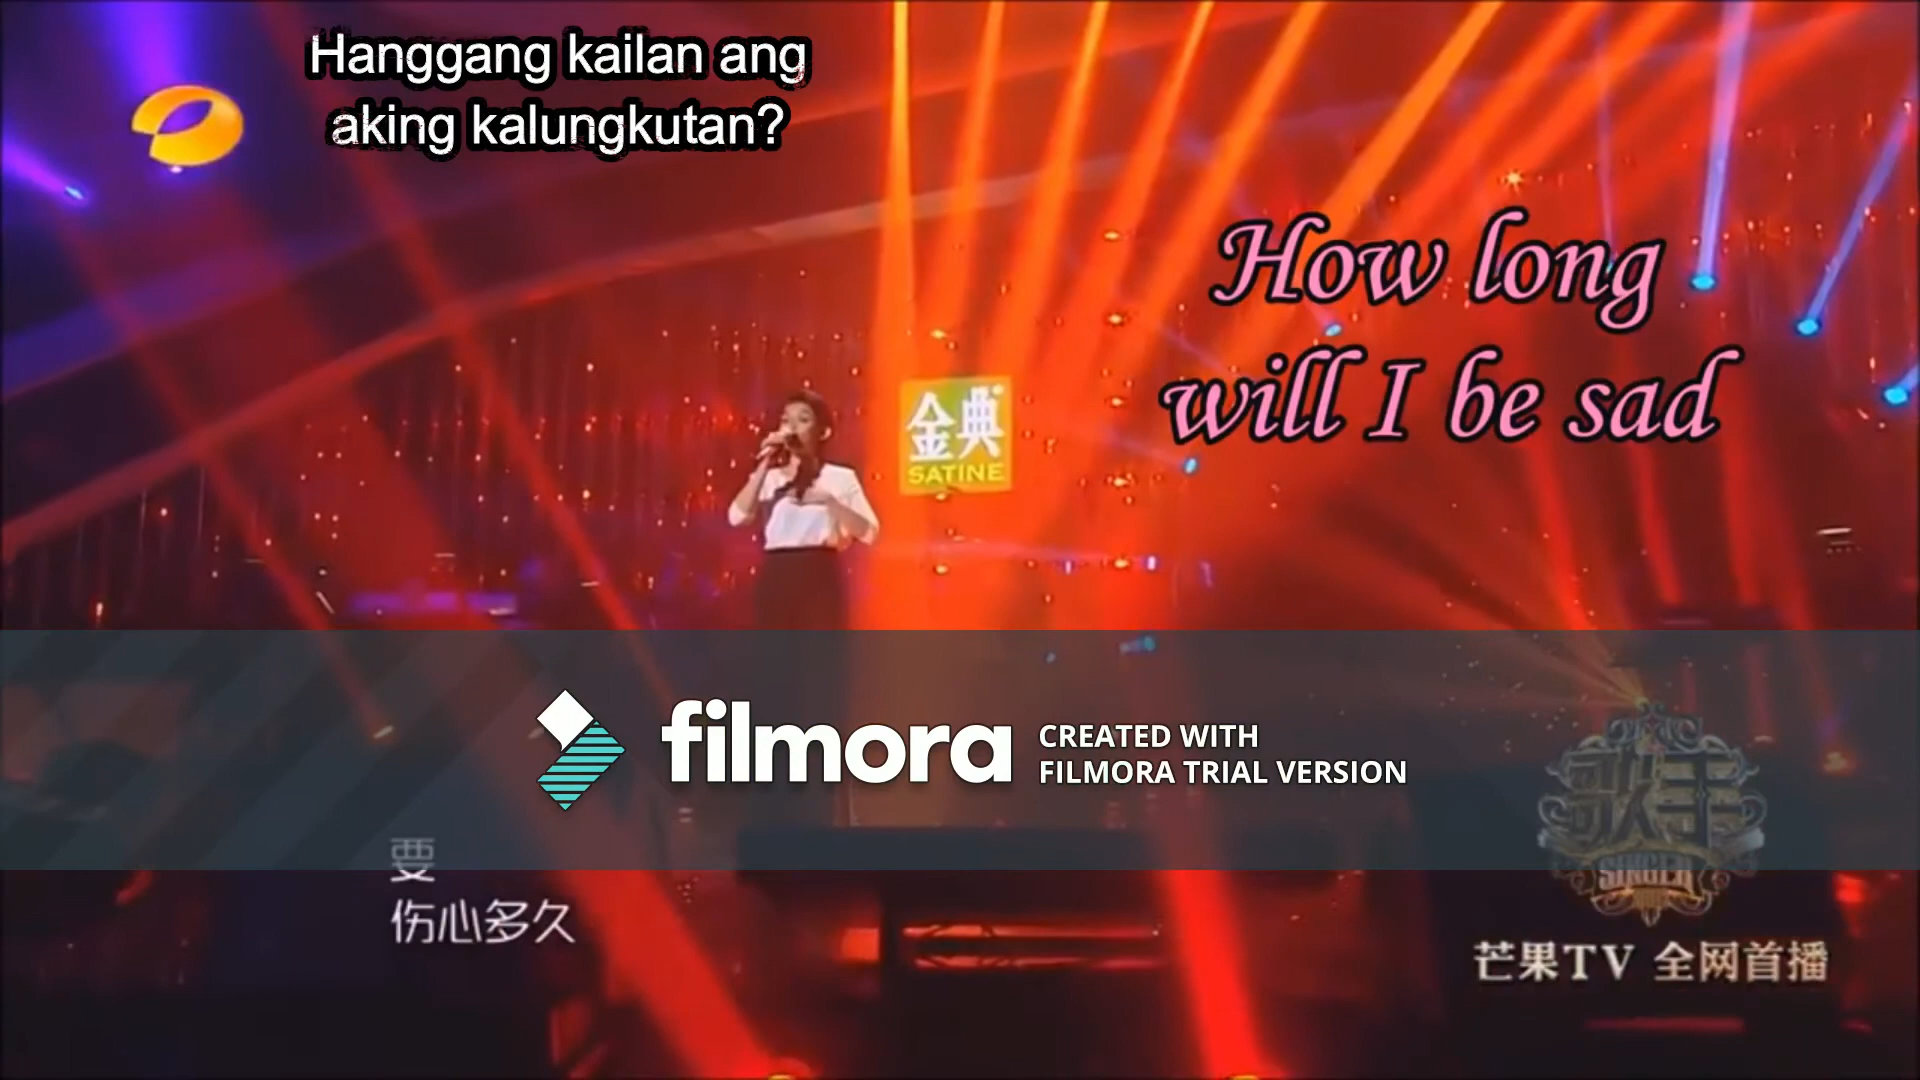 Hanggang kailan ang
aking kalungkutan?
How long
will I be sad
金典
SATINE
filmora
CREATED WITH
FILMORA TRIAL VERSION
歌手
SINGER
要
伤心多久
芒果TV 全网首播